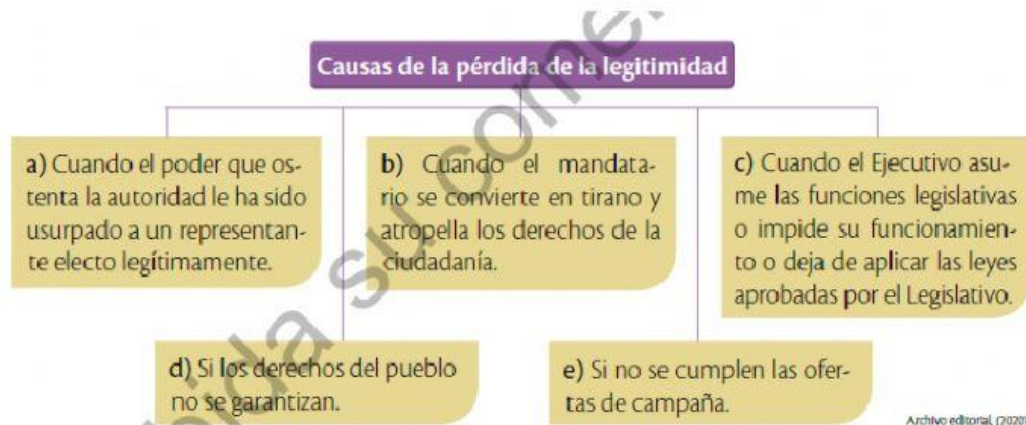 Causas de la pérdida de la legitimidad
a) Cuando el poder que os-
tenta la autoridad le ha sido
usurpado a un representan-
te electo legítimamente.
b) Cuando el mandata-
rio se convierte en tirano y
atropella los derechos de la
ciudadanía.
c) Cuando el Ejecutivo asu-
me las funciones legislativas
o impide su funcionamien-
to o deja de aplicar las leyes
aprobadas por el Legislativo.
d) Si los derechos del pueblo
no se garantizan.
e) Si no se cumplen las ofer-
tas de campaña.
Archivo editorial, (2020)
su